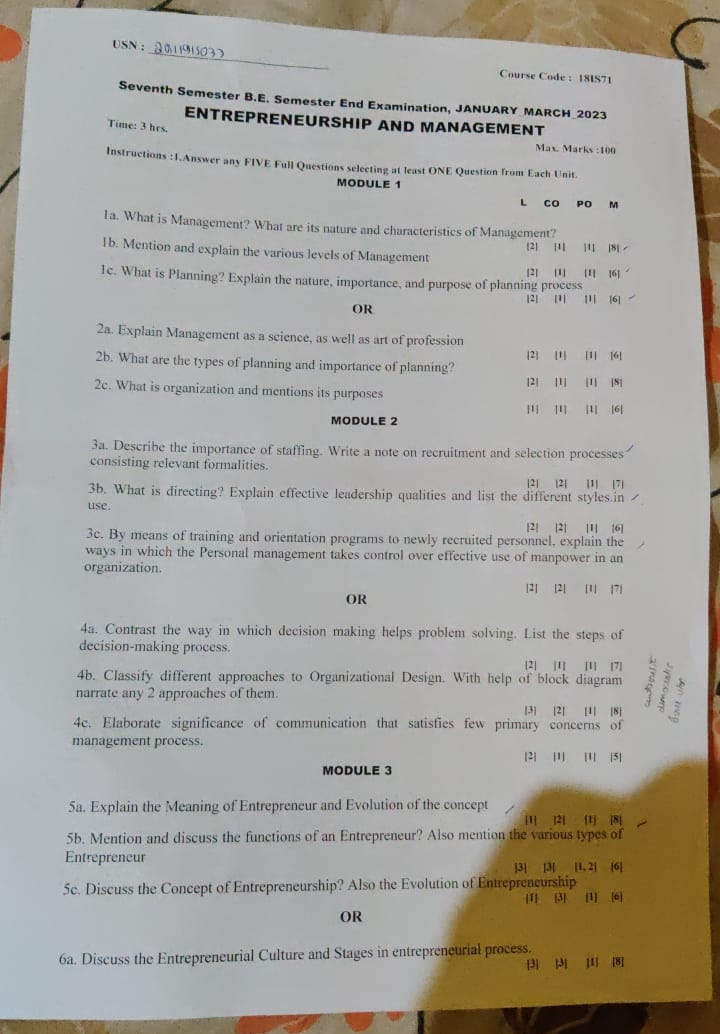 USN :
Course Code : 18IS71
Seventh Semester B.E. Semester End Examination, JANUARY_MARCH_2023
ENTREPRENEURSHIP AND MANAGEMENT
Time: 3 hrs.
Max. Marks :100
Instructions :1.Answer any FIVE Full Questions selecting at least ONE Question from Each Unit.
MODULE 1
L CO PO M
1a. What is Management? What are its nature and characteristics of Management?
[2] [1] [1] [8]
1b. Mention and explain the various levels of Management
[2] [1] [1] [6]
1c. What is Planning? Explain the nature, importance, and purpose of planning process
[2] [1] [1] [6]
OR
2a. Explain Management as a science, as well as art of profession
[2] [1] [1] [6]
2b. What are the types of planning and importance of planning?
[2] [1] [1] [8]
2c. What is organization and mentions its purposes
[1] [1] [1] [6]
MODULE 2
3a. Describe the importance of staffing. Write a note on recruitment and selection processes
consisting relevant formalities.
[2] [2] [1] [7]
3b. What is directing? Explain effective leadership qualities and list the different styles.in
use.
[2] [2] [1] [6]
3c. By means of training and orientation programs to newly recruited personnel, explain the
ways in which the Personal management takes control over effective use of manpower in an
organization.
[2] [2] [1] [7]
OR
4a. Contrast the way in which decision making helps problem solving. List the steps of
decision-making process.
[2] [1] [1] [7]
4b. Classify different approaches to Organizational Design. With help of block diagram
narrate any 2 approaches of them.
[3] [2] [1] [8]
4c. Elaborate significance of communication that satisfies few primary concerns of
management process.
[2] [1] [1] [5]
MODULE 3
5a. Explain the Meaning of Entrepreneur and Evolution of the concept
[1] [2] [1] [8]
5b. Mention and discuss the functions of an Entrepreneur? Also mention the various types of
Entrepreneur
[3] [3] [1, 2] [6]
5c. Discuss the Concept of Entrepreneurship? Also the Evolution of Entrepreneurship
[1] [3] [1] [6]
OR
6a. Discuss the Entrepreneurial Culture and Stages in entrepreneurial process.
[3] [3] [1] [8]